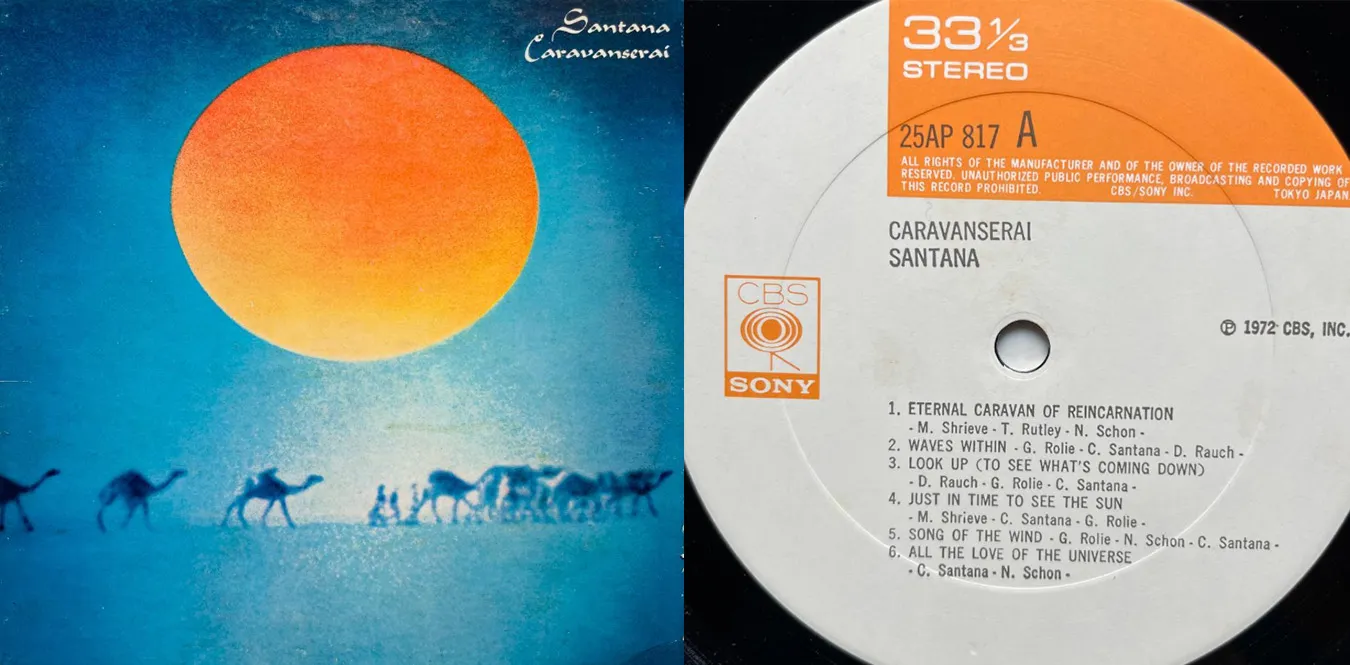 Santana
Caravanserai
33 1/3
STEREO
25AP 817 A
ALL RIGHTS OF THE MANUFACTURER AND OF THE OWNER OF THE RECORDED WORK
RESERVED. UNAUTHORIZED PUBLIC PERFORMANCE, BROADCASTING AND COPYING OF
THIS RECORD PROHIBITED. CBS/SONY INC. TOKYO JAPAN
CARAVANSERAI
SANTANA
CBS
SONY
℗ 1972 CBS, INC.
1. ETERNAL CARAVAN OF REINCARNATION
- M. Shrieve - T. Rutley - N. Schon -
2. WAVES WITHIN - G. Rolie - C. Santana - D. Rauch -
3. LOOK UP (TO SEE WHAT'S COMING DOWN)
- D. Rauch - G. Rolie - C. Santana -
4. JUST IN TIME TO SEE THE SUN
- M. Shrieve - C. Santana - G. Rolie -
5. SONG OF THE WIND - G. Rolie - N. Schon - C. Santana -
6. ALL THE LOVE OF THE UNIVERSE
- C. Santana - N. Schon -